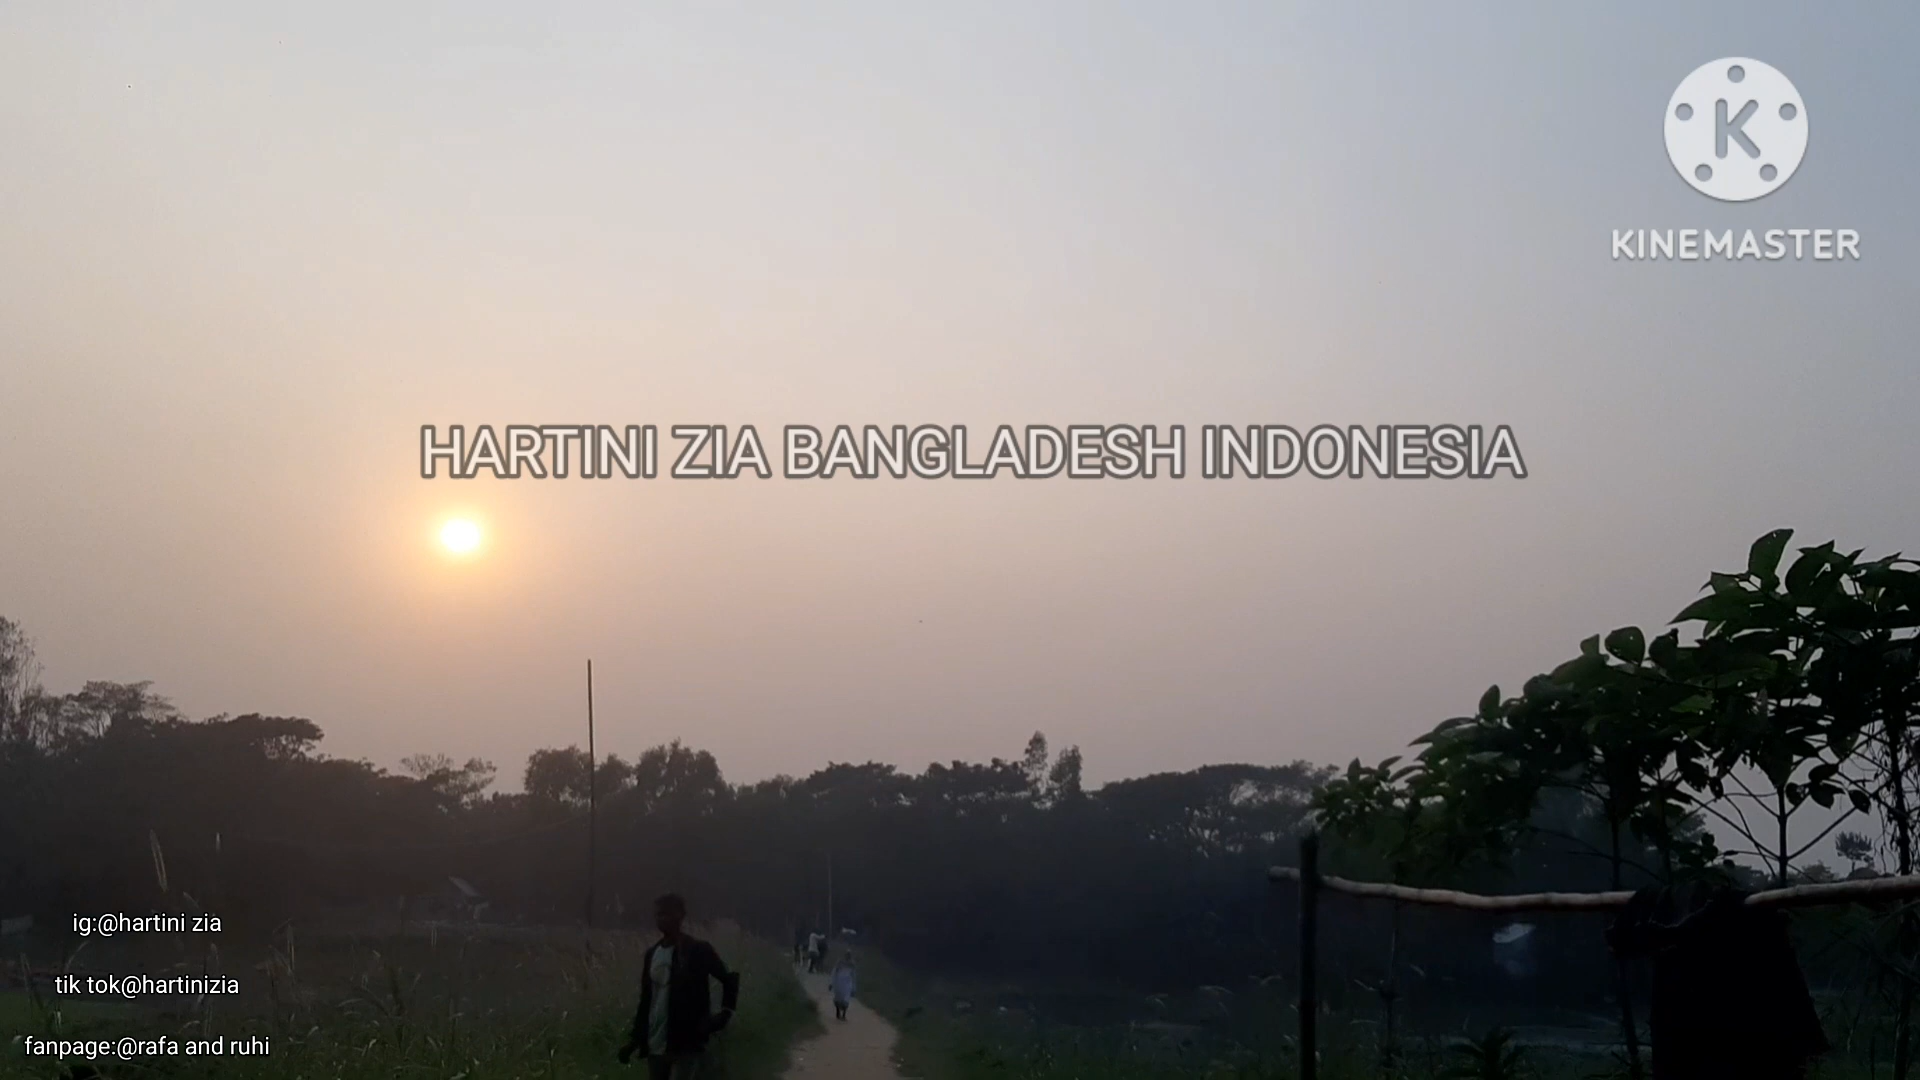 KINEMASTER
HARTINI ZIA BANGLADESH INDONESIA
ig:@hartini zia
tik tok@hartinizia
fanpage:@rafa and ruhi